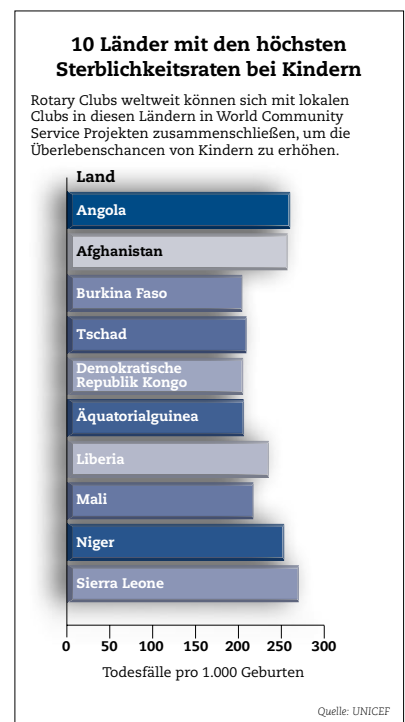 10 Länder mit den höchsten
Sterblichkeitsraten bei Kindern
Rotary Clubs weltweit können sich mit lokalen
Clubs in diesen Ländern in World Community
Service Projekten zusammenschließen, um die
Überlebenschancen von Kindern zu erhöhen.
Land
Angola
Afghanistan
Burkina Faso
Tschad
Demokratische
Republik Kongo
Äquatorialguinea
Liberia
Mali
Niger
Sierra Leone
0 50 100 150 200 250 300
Todesfälle pro 1.000 Geburten
Quelle: UNICEF